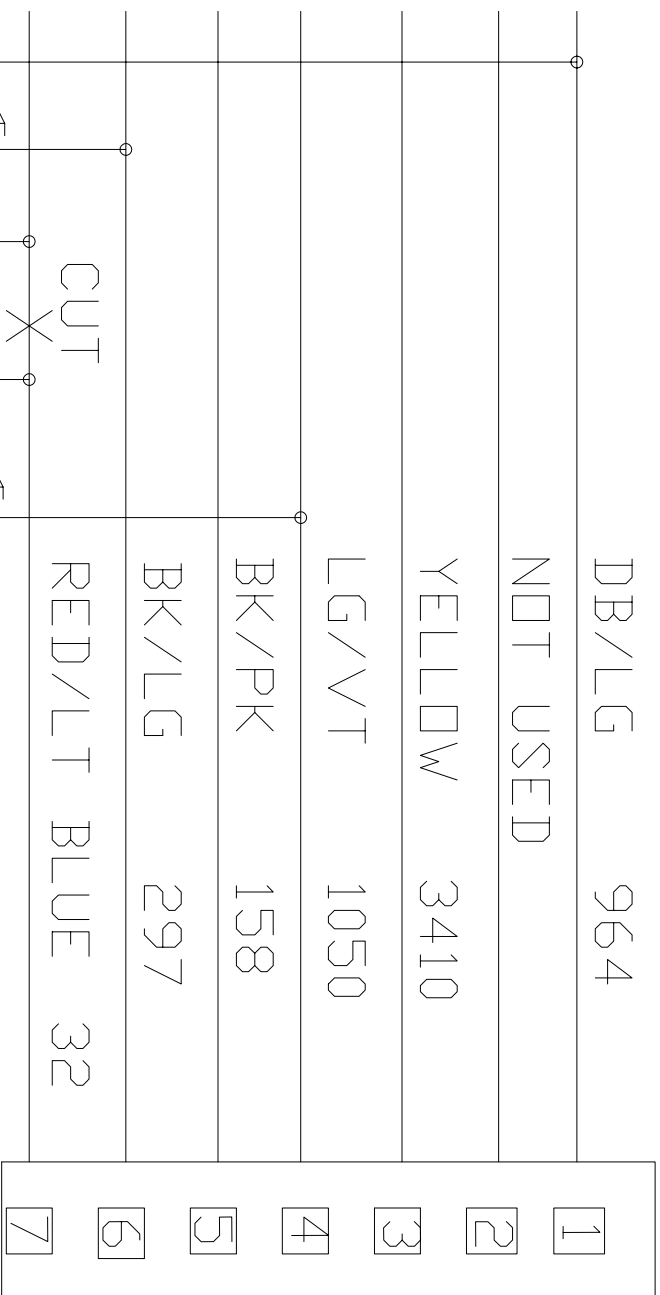 DB/LG 964 1
NOT USED 2
YELLOW 3410 3
LG/VT 1050 4
BK/PK 158 5
BK/LG 297 6
CUT
RED/LT BLUE 32 7